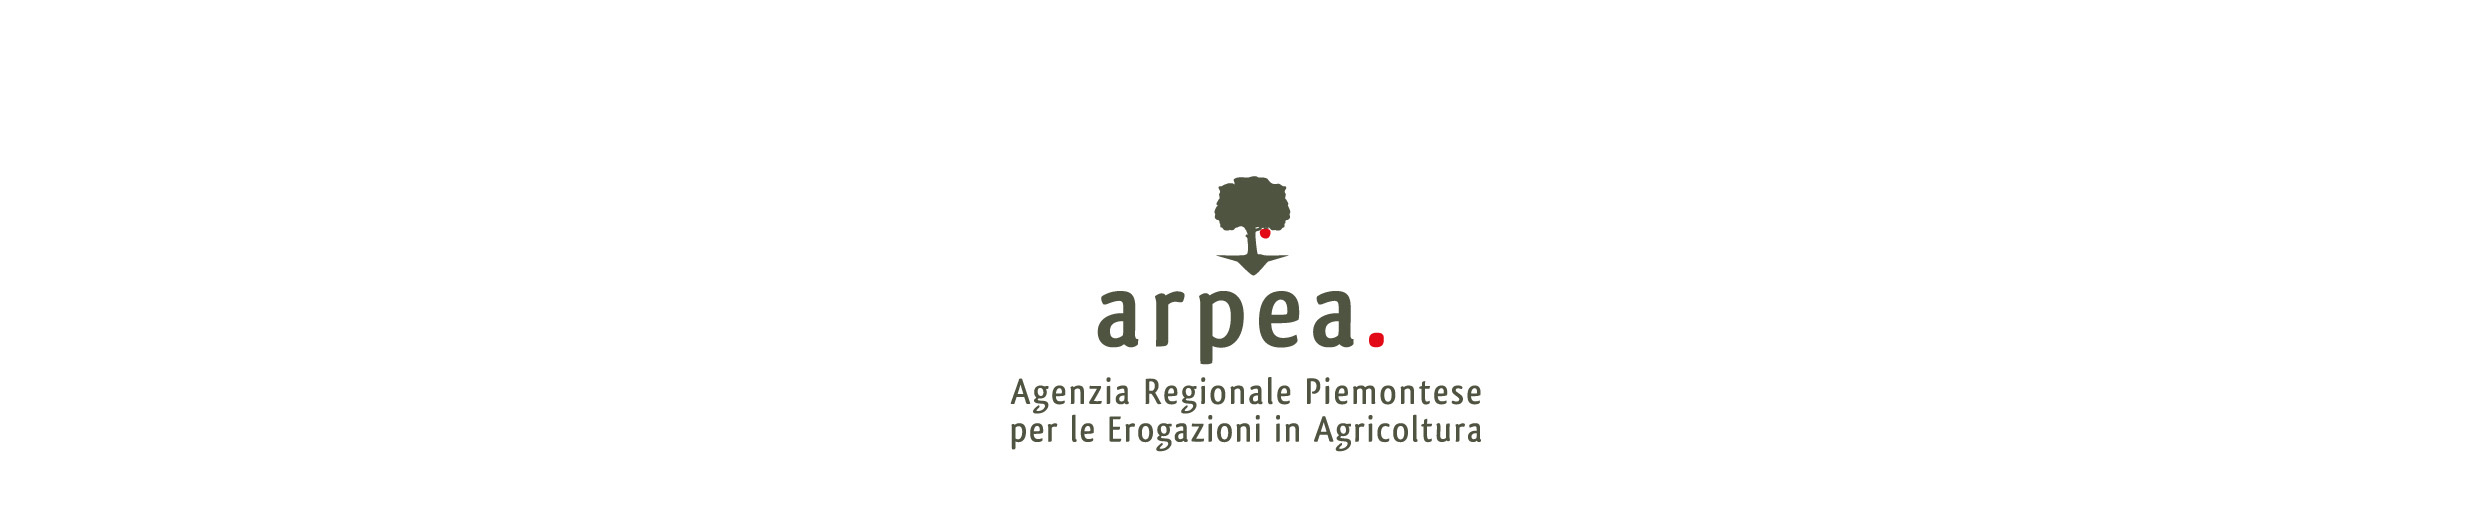 arpea.
Agenzia Regionale Piemontese
per le Erogazioni in Agricoltura